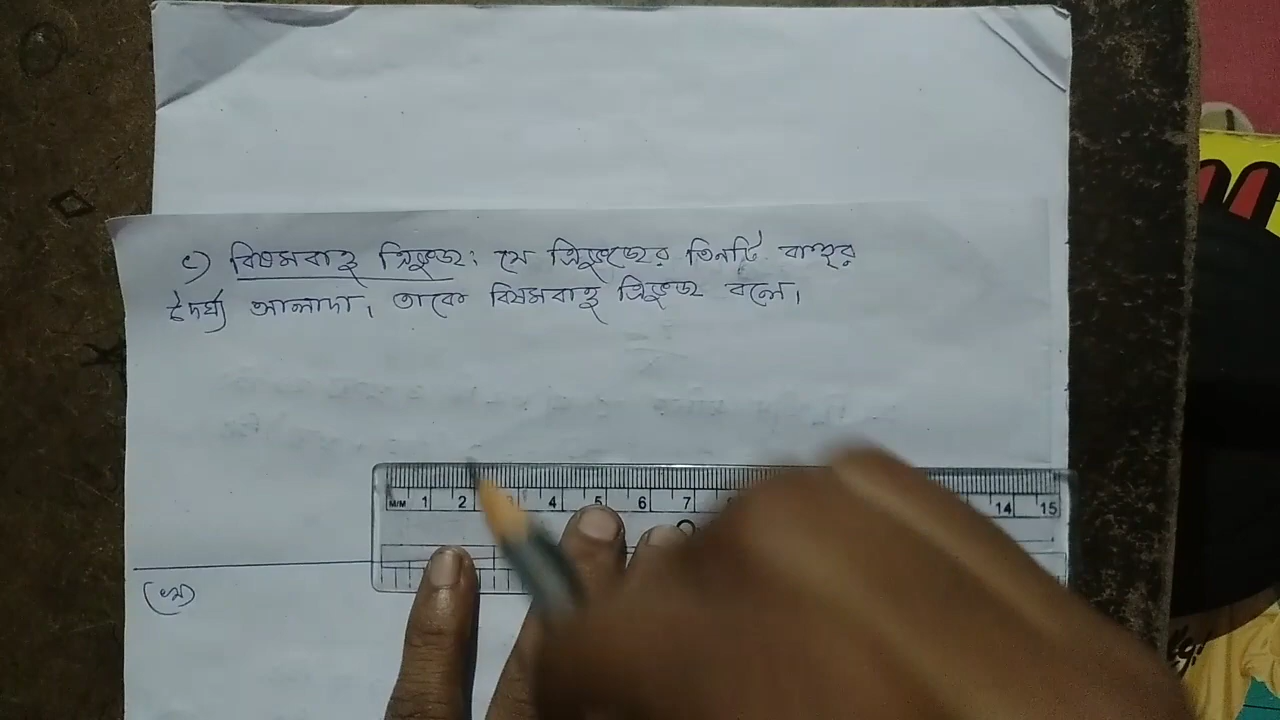 ৩) বিষমবাহু ত্রিভুজ: যে ত্রিভুজের তিনটি বাহুর
দৈর্ঘ্য আলাদা, তাকে বিষমবাহু ত্রিভুজ বলে।
M/M 1 2 3 4 5 6 7 14 15